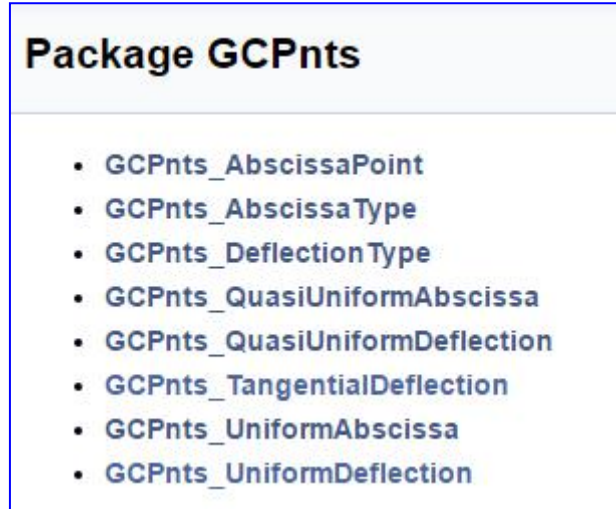 Package GCPnts
GCPnts_AbscissaPoint
GCPnts_AbscissaType
GCPnts_DeflectionType
GCPnts_QuasiUniformAbscissa
GCPnts_QuasiUniformDeflection
GCPnts_TangentialDeflection
GCPnts_UniformAbscissa
GCPnts_UniformDeflection